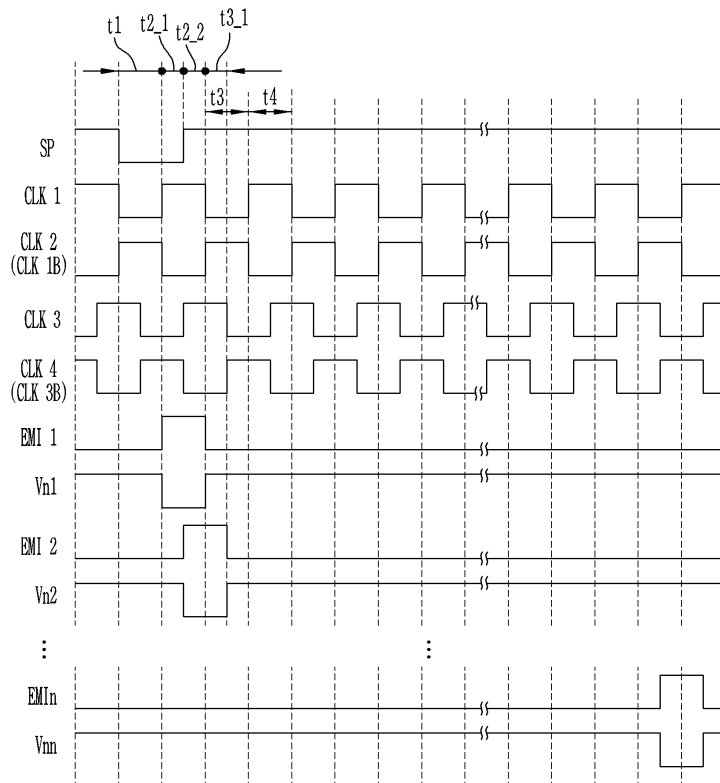 t1
t2_1
t2_2
t3_1
t3
t4
SP
CLK 1
CLK 2
(CLK 1B)
CLK 3
CLK 4
(CLK 3B)
EMI 1
Vn1
EMI 2
Vn2
EMIn
Vnn